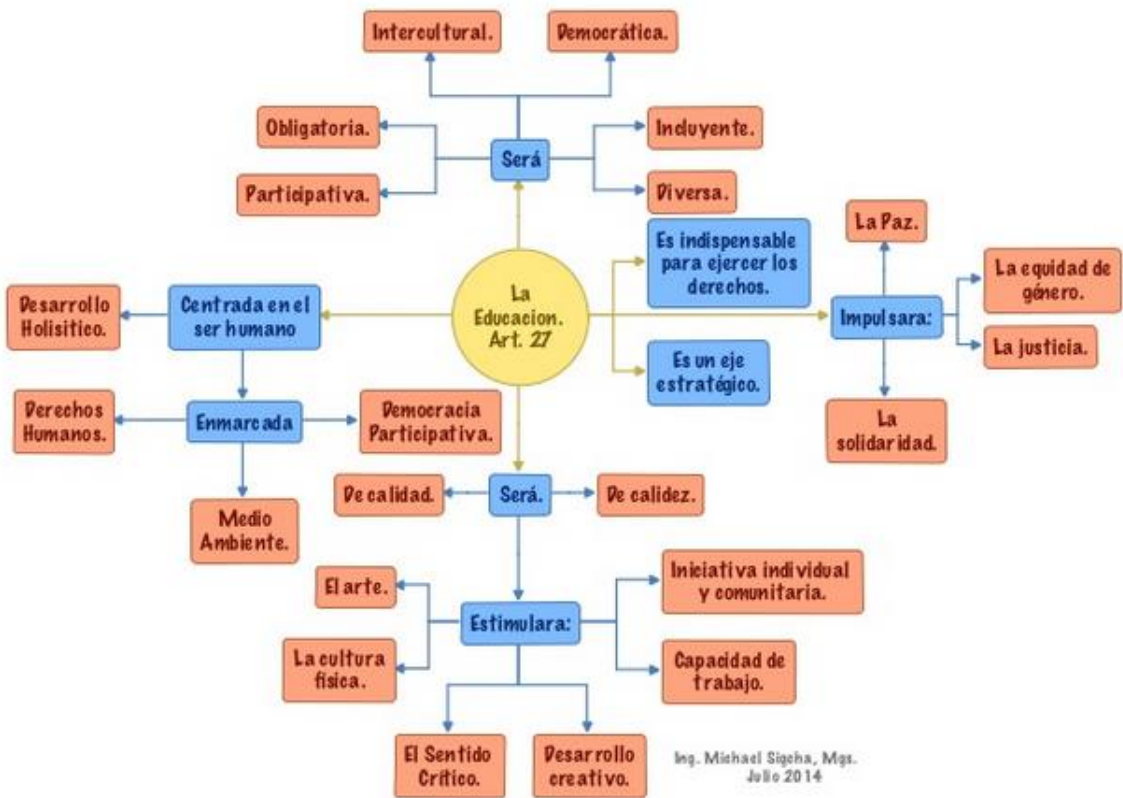 Intercultural.
Democrática.
Obligatoria.
Incluyente.
Será
Participativa.
Diversa.
La Paz.
Es indispensable
para ejercer los
derechos.
La equidad de
género.
Desarrollo
Holisitico.
Centrada en el
ser humano
La
Educacion.
Art. 27
Impulsara:
La justicia.
Es un eje
estratégico.
Derechos
Humanos.
Enmarcada
Democracia
Participativa.
La
solidaridad.
De calidad.
Será.
De calidez.
Medio
Ambiente.
El arte.
Iniciativa individual
y comunitaria.
Estimulara:
La cultura
física.
Capacidad de
trabajo.
El Sentido
Crítico.
Desarrollo
creativo.
Ing. Michael Sigcha, Mgs.
Julio 2014